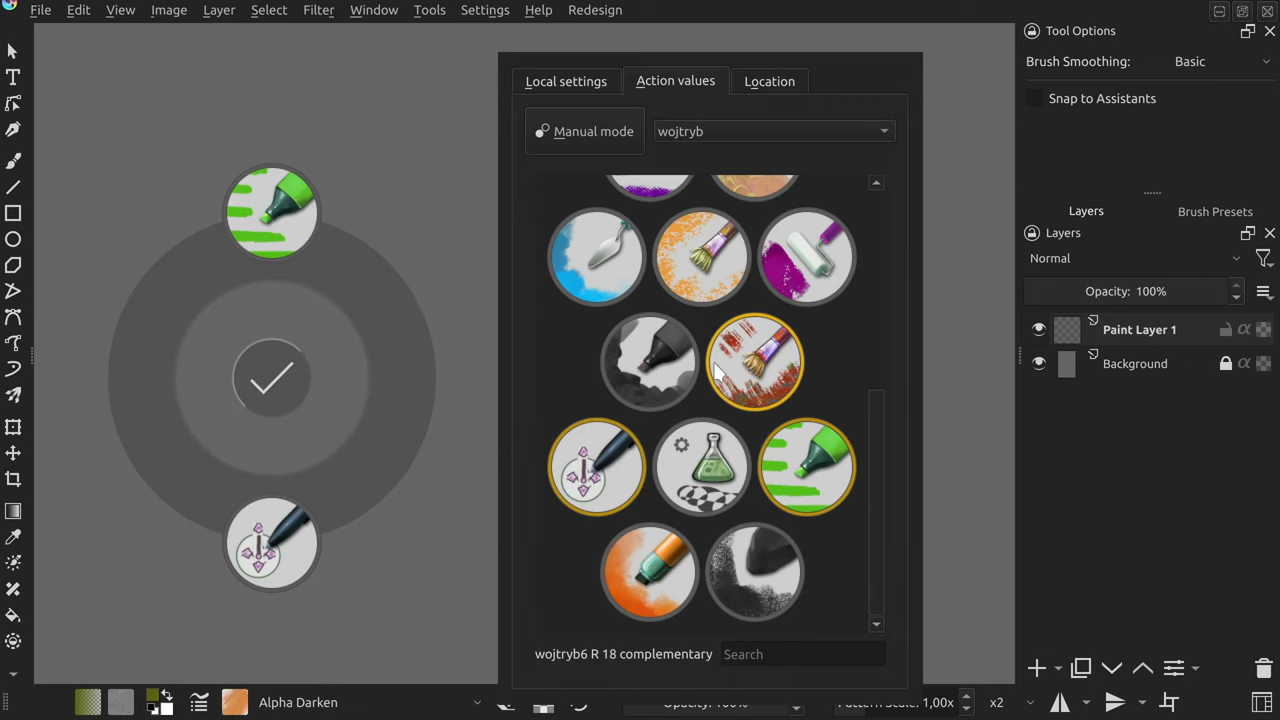 File Edit View Image Layer Select Filter Window Tools Settings Help Redesign
Tool Options
Brush Smoothing: Basic
Snap to Assistants
Local settings Action values Location
Manual mode wojtryb
Layers Brush Presets
Layers
Normal
Opacity: 100%
Paint Layer 1
Background
wojtryb6 R 18 complementary Search
Alpha Darken Opacity: 100% Pattern Scale: 1,00x x2